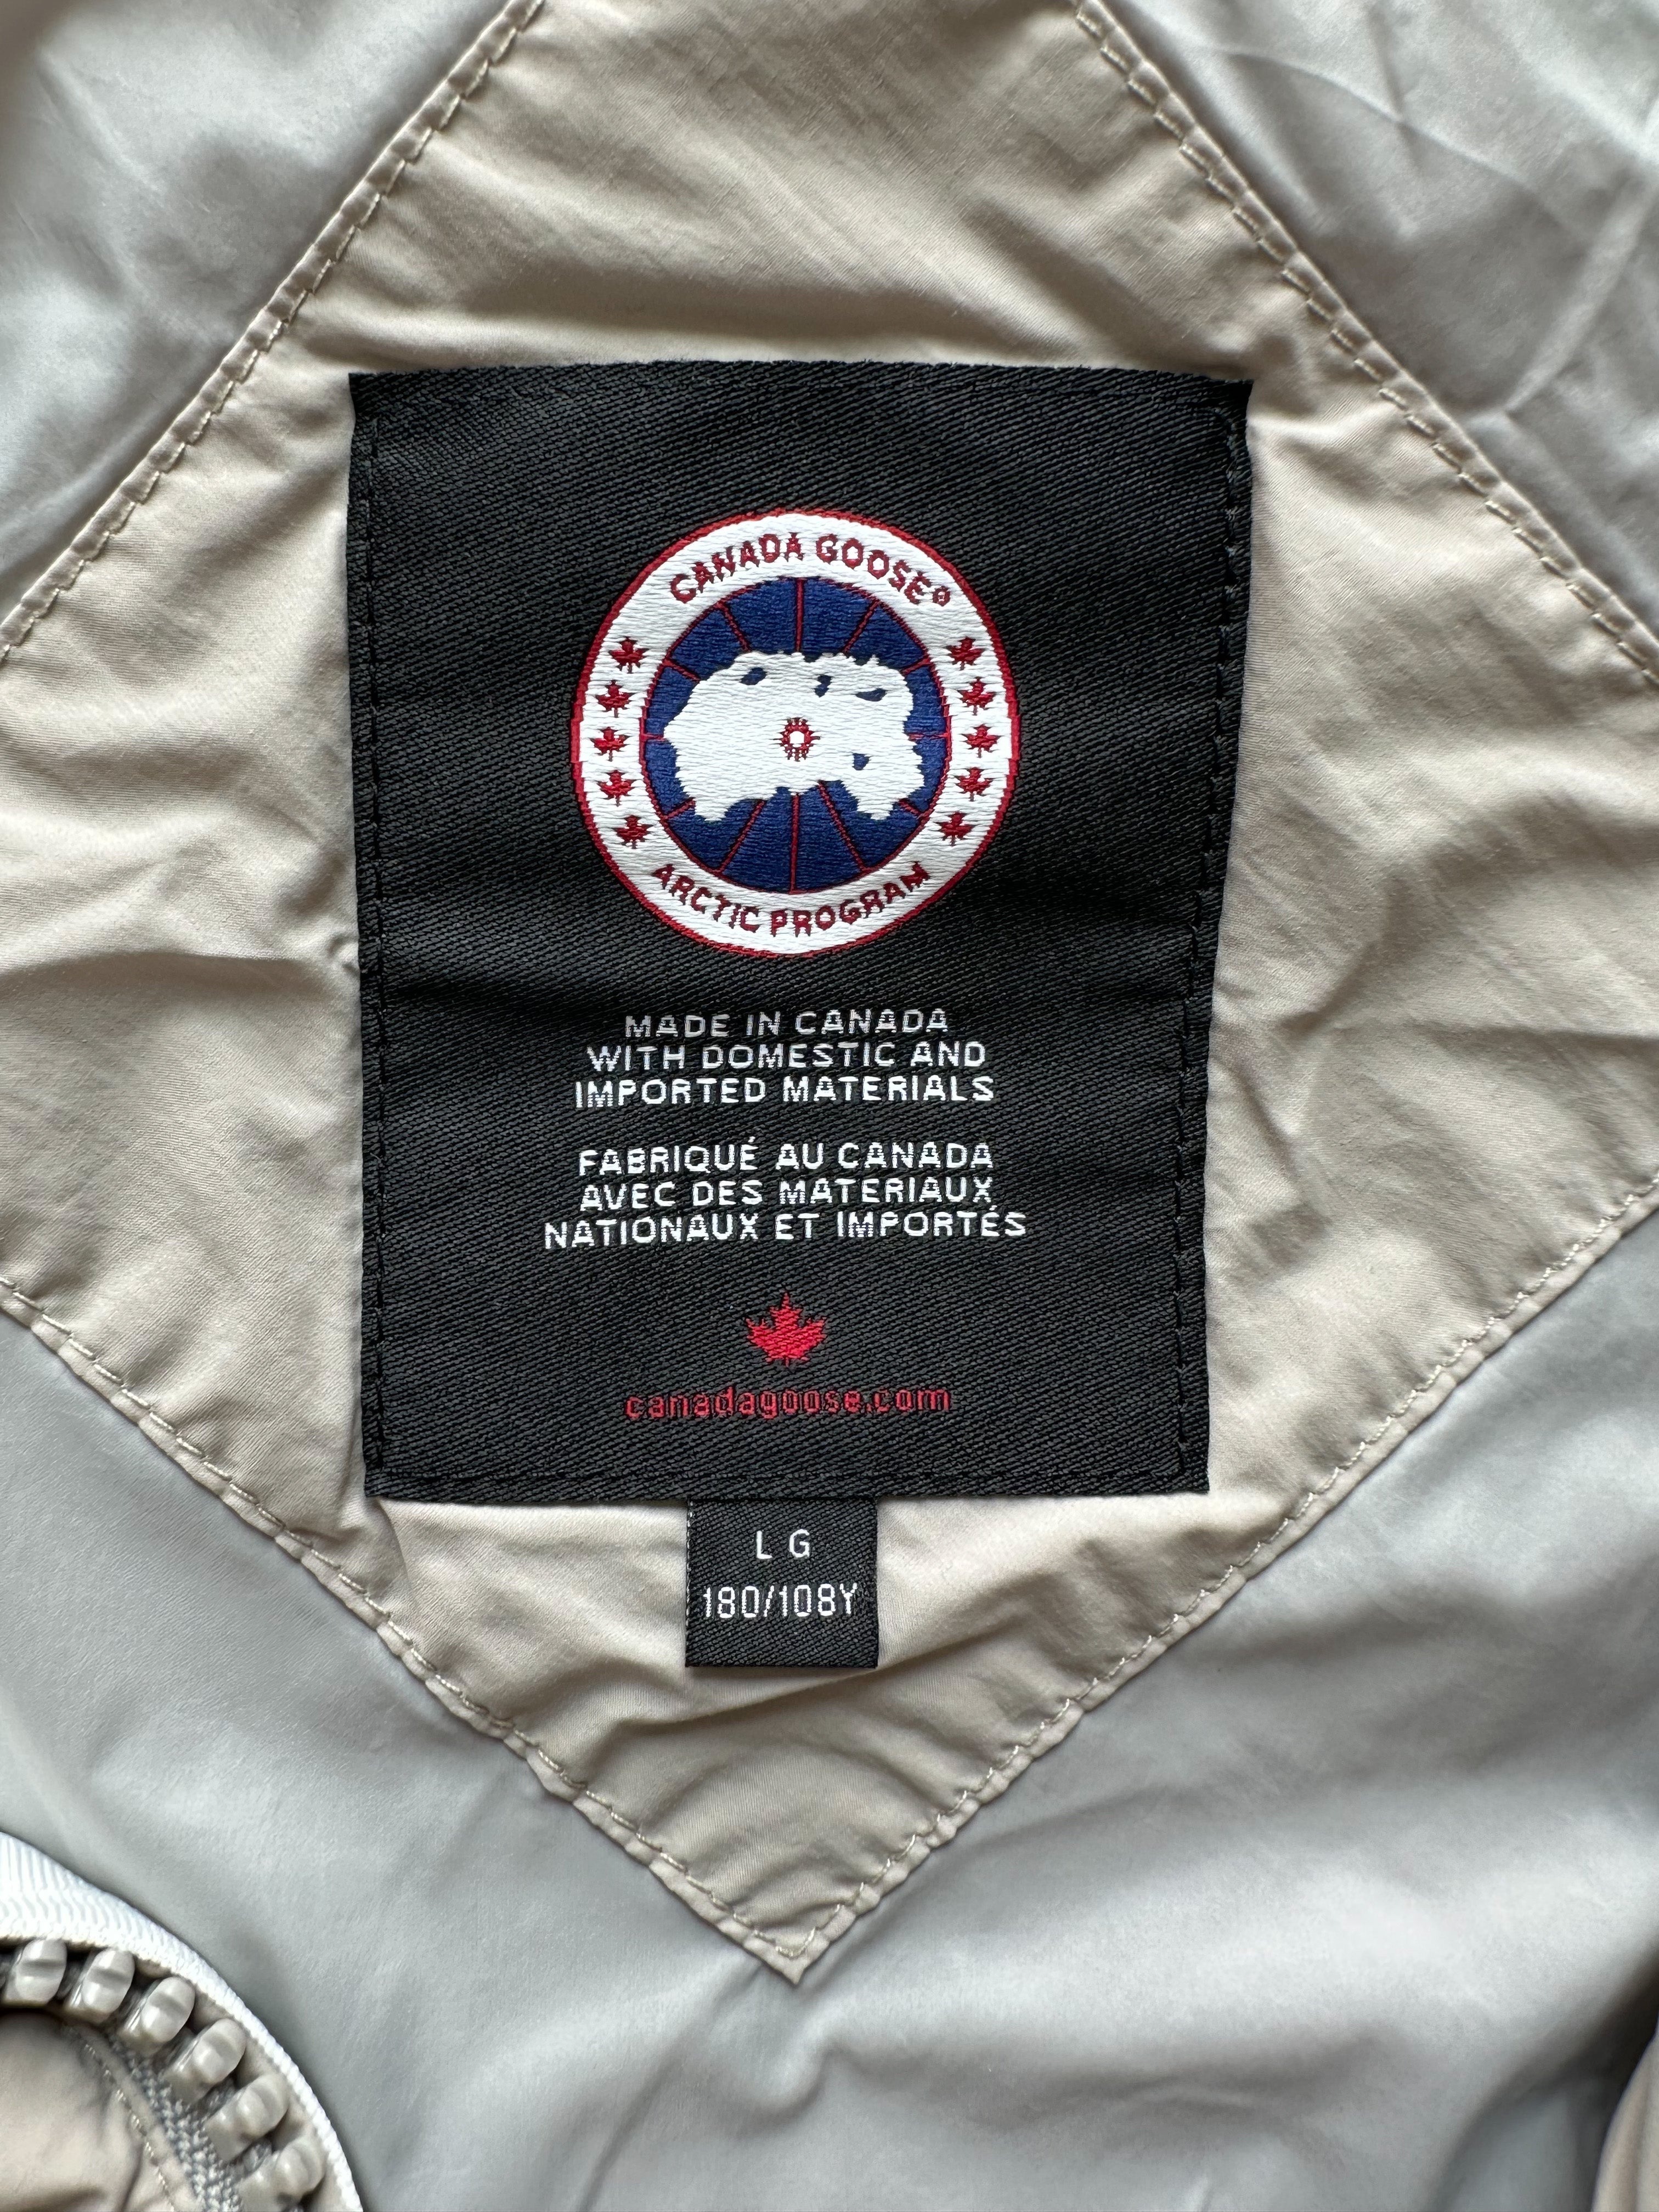 CANADA GOOSE®
ARCTIC PROGRAM
MADE IN CANADA
WITH DOMESTIC AND
IMPORTED MATERIALS
FABRIQUÉ AU CANADA
AVEC DES MATERIAUX
NATIONAUX ET IMPORTÉS
canadagoose.com
LG
180/108Y